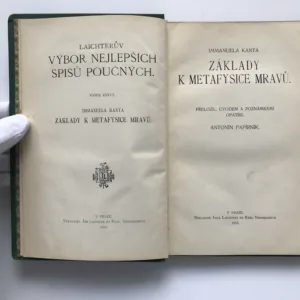 LAICHTERŮV
VÝBOR NEJLEPŠÍCH
SPISŮ POUČNÝCH.
IMMANUELA KANTA
ZÁKLADY K METAFYSICE MRAVŮ.
V PRAZE.
IMMANUELA KANTA
ZÁKLADY
K METAFYSICE MRAVŮ.
PŘELOŽIL, ÚVODEM A POZNÁMKAMI
OPATŘIL
ANTONÍN PAPÍRNÍK.
V PRAZE.